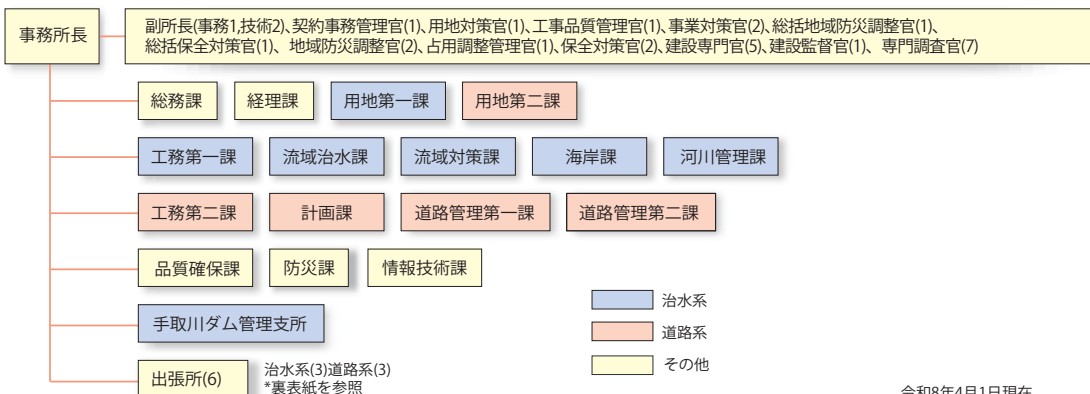 事務所長
副所長(事務1,技術2)、契約事務管理官(1)、用地対策官(1)、工事品質管理官(1)、事業対策官(2)、総括地域防災調整官(1)、
総括保全対策官(1)、地域防災調整官(2)、占用調整管理官(1)、保全対策官(2)、建設専門官(5)、建設監督官(1)、専門調査官(7)
総務課 経理課 用地第一課 用地第二課
工務第一課 流域治水課 流域対策課 海岸課 河川管理課
工務第二課 計画課 道路管理第一課 道路管理第二課
品質確保課 防災課 情報技術課
手取川ダム管理支所
出張所(6)
治水系(3)道路系(3)
*裏表紙を参照
治水系
道路系
その他
令和8年4月1日現在